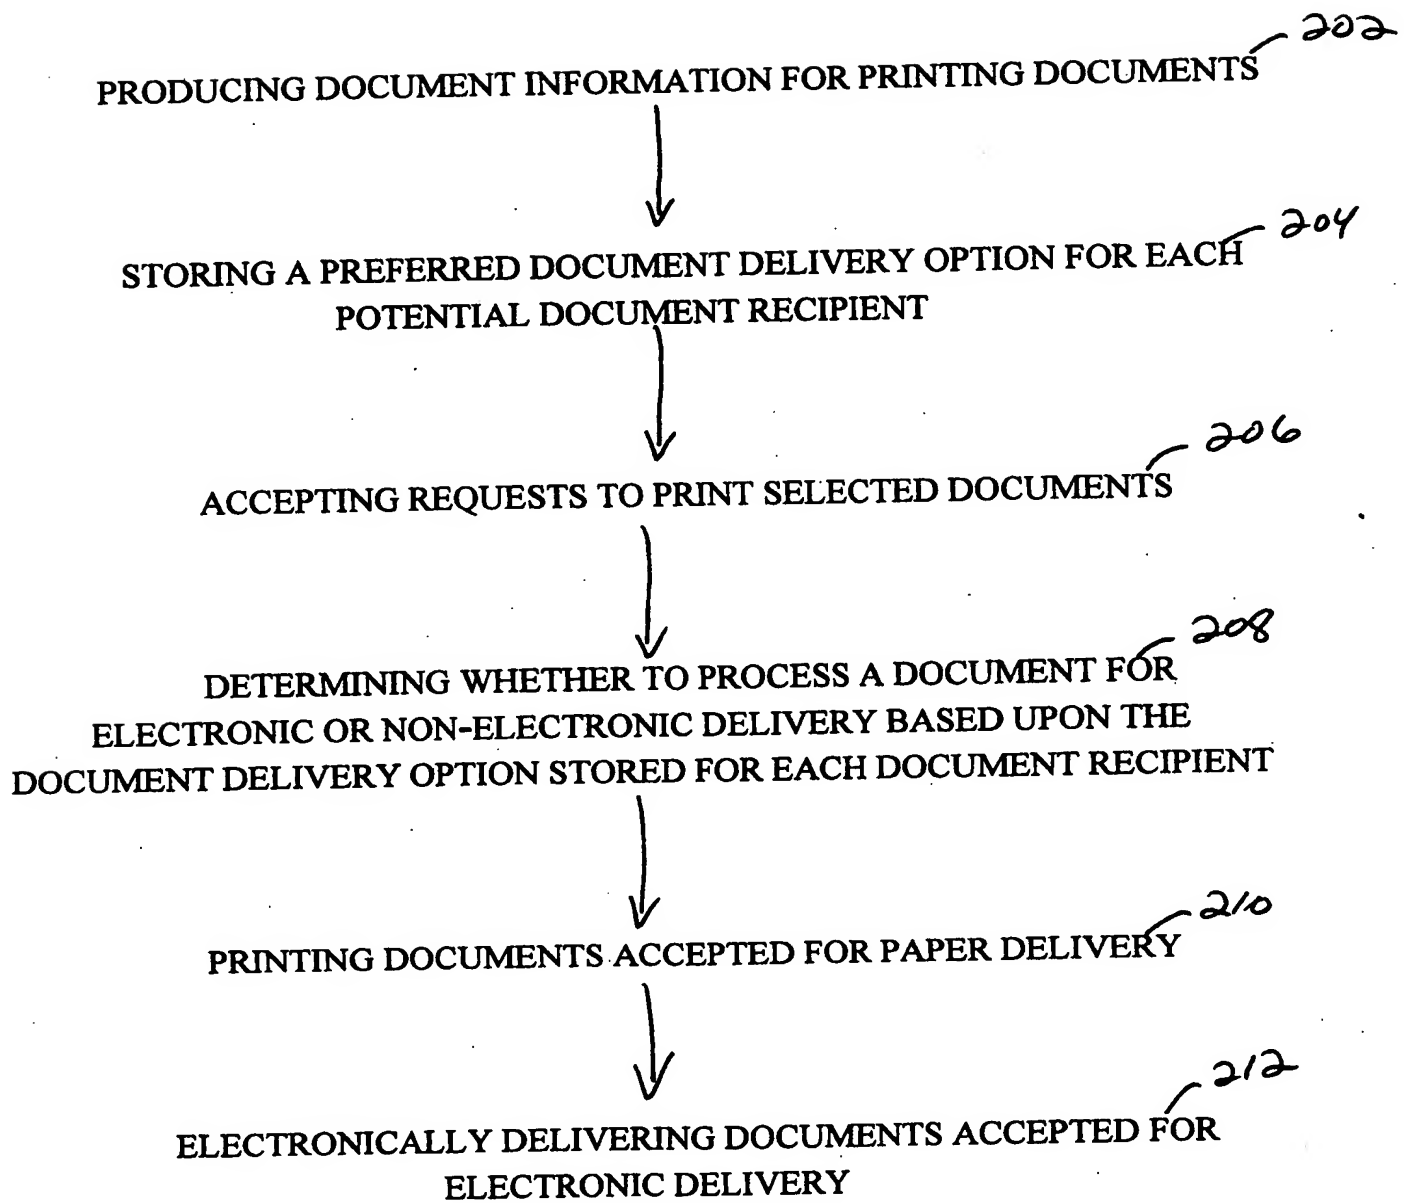 202
PRODUCING DOCUMENT INFORMATION FOR PRINTING DOCUMENTS
204
STORING A PREFERRED DOCUMENT DELIVERY OPTION FOR EACH
POTENTIAL DOCUMENT RECIPIENT
206
ACCEPTING REQUESTS TO PRINT SELECTED DOCUMENTS
208
DETERMINING WHETHER TO PROCESS A DOCUMENT FOR
ELECTRONIC OR NON-ELECTRONIC DELIVERY BASED UPON THE
DOCUMENT DELIVERY OPTION STORED FOR EACH DOCUMENT RECIPIENT
210
PRINTING DOCUMENTS ACCEPTED FOR PAPER DELIVERY
212
ELECTRONICALLY DELIVERING DOCUMENTS ACCEPTED FOR
ELECTRONIC DELIVERY